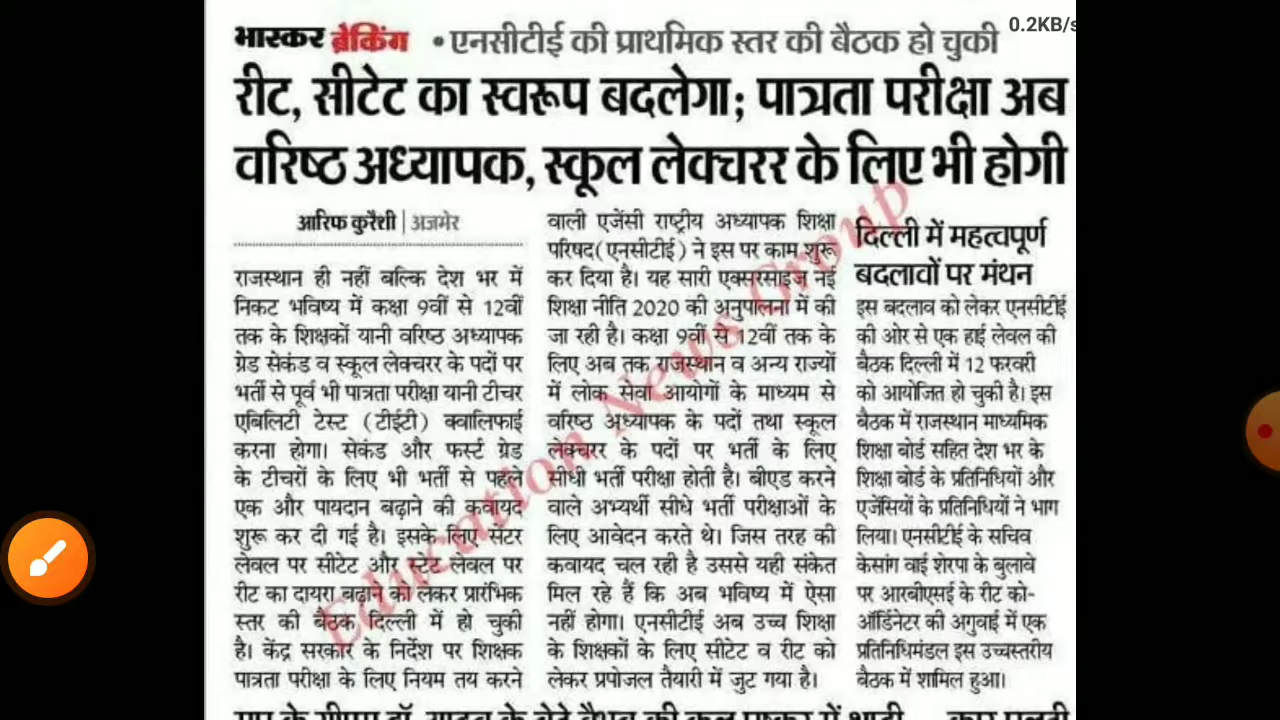 भास्कर ब्रेकिंग • एनसीटीई की प्राथमिक स्तर की बैठक हो चुकी
0.2KB/s
रीट, सीटेट का स्वरूप बदलेगा; पात्रता परीक्षा अब
वरिष्ठ अध्यापक, स्कूल लेक्चरर के लिए भी होगी
आरिफ कुरैशी | अजमेर
राजस्थान ही नहीं बल्कि देश भर में
निकट भविष्य में कक्षा 9वीं से 12वीं
तक के शिक्षकों यानी वरिष्ठ अध्यापक
ग्रेड सेकंड व स्कूल लेक्चरर के पदों पर
भर्ती से पूर्व भी पात्रता परीक्षा यानी टीचर
एबिलिटी टेस्ट (टीईटी) क्वालिफाई
करना होगा। सेकंड और फर्स्ट ग्रेड
के टीचरों के लिए भी भर्ती से पहले
एक और पायदान बढ़ाने की कवायद
शुरू कर दी गई है। इसके लिए सेंटर
लेवल पर सीटेट और स्टेट लेवल पर
रीट का दायरा बढ़ाने को लेकर प्रारंभिक
स्तर की बैठक दिल्ली में हो चुकी
है। केंद्र सरकार के निर्देश पर शिक्षक
पात्रता परीक्षा के लिए नियम तय करने
वाली एजेंसी राष्ट्रीय अध्यापक शिक्षा
परिषद(एनसीटीई) ने इस पर काम शुरू
कर दिया है। यह सारी एक्सरसाइज नई
शिक्षा नीति 2020 की अनुपालना में की
जा रही है। कक्षा 9वीं से 12वीं तक के
लिए अब तक राजस्थान व अन्य राज्यों
में लोक सेवा आयोगों के माध्यम से
वरिष्ठ अध्यापक के पदों तथा स्कूल
लेक्चरर के पदों पर भर्ती के लिए
सीधी भर्ती परीक्षा होती है। बीएड करने
वाले अभ्यर्थी सीधे भर्ती परीक्षाओं के
लिए आवेदन करते थे। जिस तरह की
कवायद चल रही है उससे यही संकेत
मिल रहे हैं कि अब भविष्य में ऐसा
नहीं होगा। एनसीटीई अब उच्च शिक्षा
के शिक्षकों के लिए सीटेट व रीट को
लेकर प्रपोजल तैयारी में जुट गया है।
दिल्ली में महत्वपूर्ण
बदलावों पर मंथन
इस बदलाव को लेकर एनसीटीई
की ओर से एक हाई लेवल की
बैठक दिल्ली में 12 फरवरी
को आयोजित हो चुकी है। इस
बैठक में राजस्थान माध्यमिक
शिक्षा बोर्ड सहित देश भर के
शिक्षा बोर्ड के प्रतिनिधियों और
एजेंसियों के प्रतिनिधियों ने भाग
लिया। एनसीटीई के सचिव
केसांग वाई शेरपा के बुलावे
पर आरबीएसई के रीट को-
ऑर्डिनेटर की अगुवाई में एक
प्रतिनिधिमंडल इस उच्चस्तरीय
बैठक में शामिल हुआ।
Education News Group